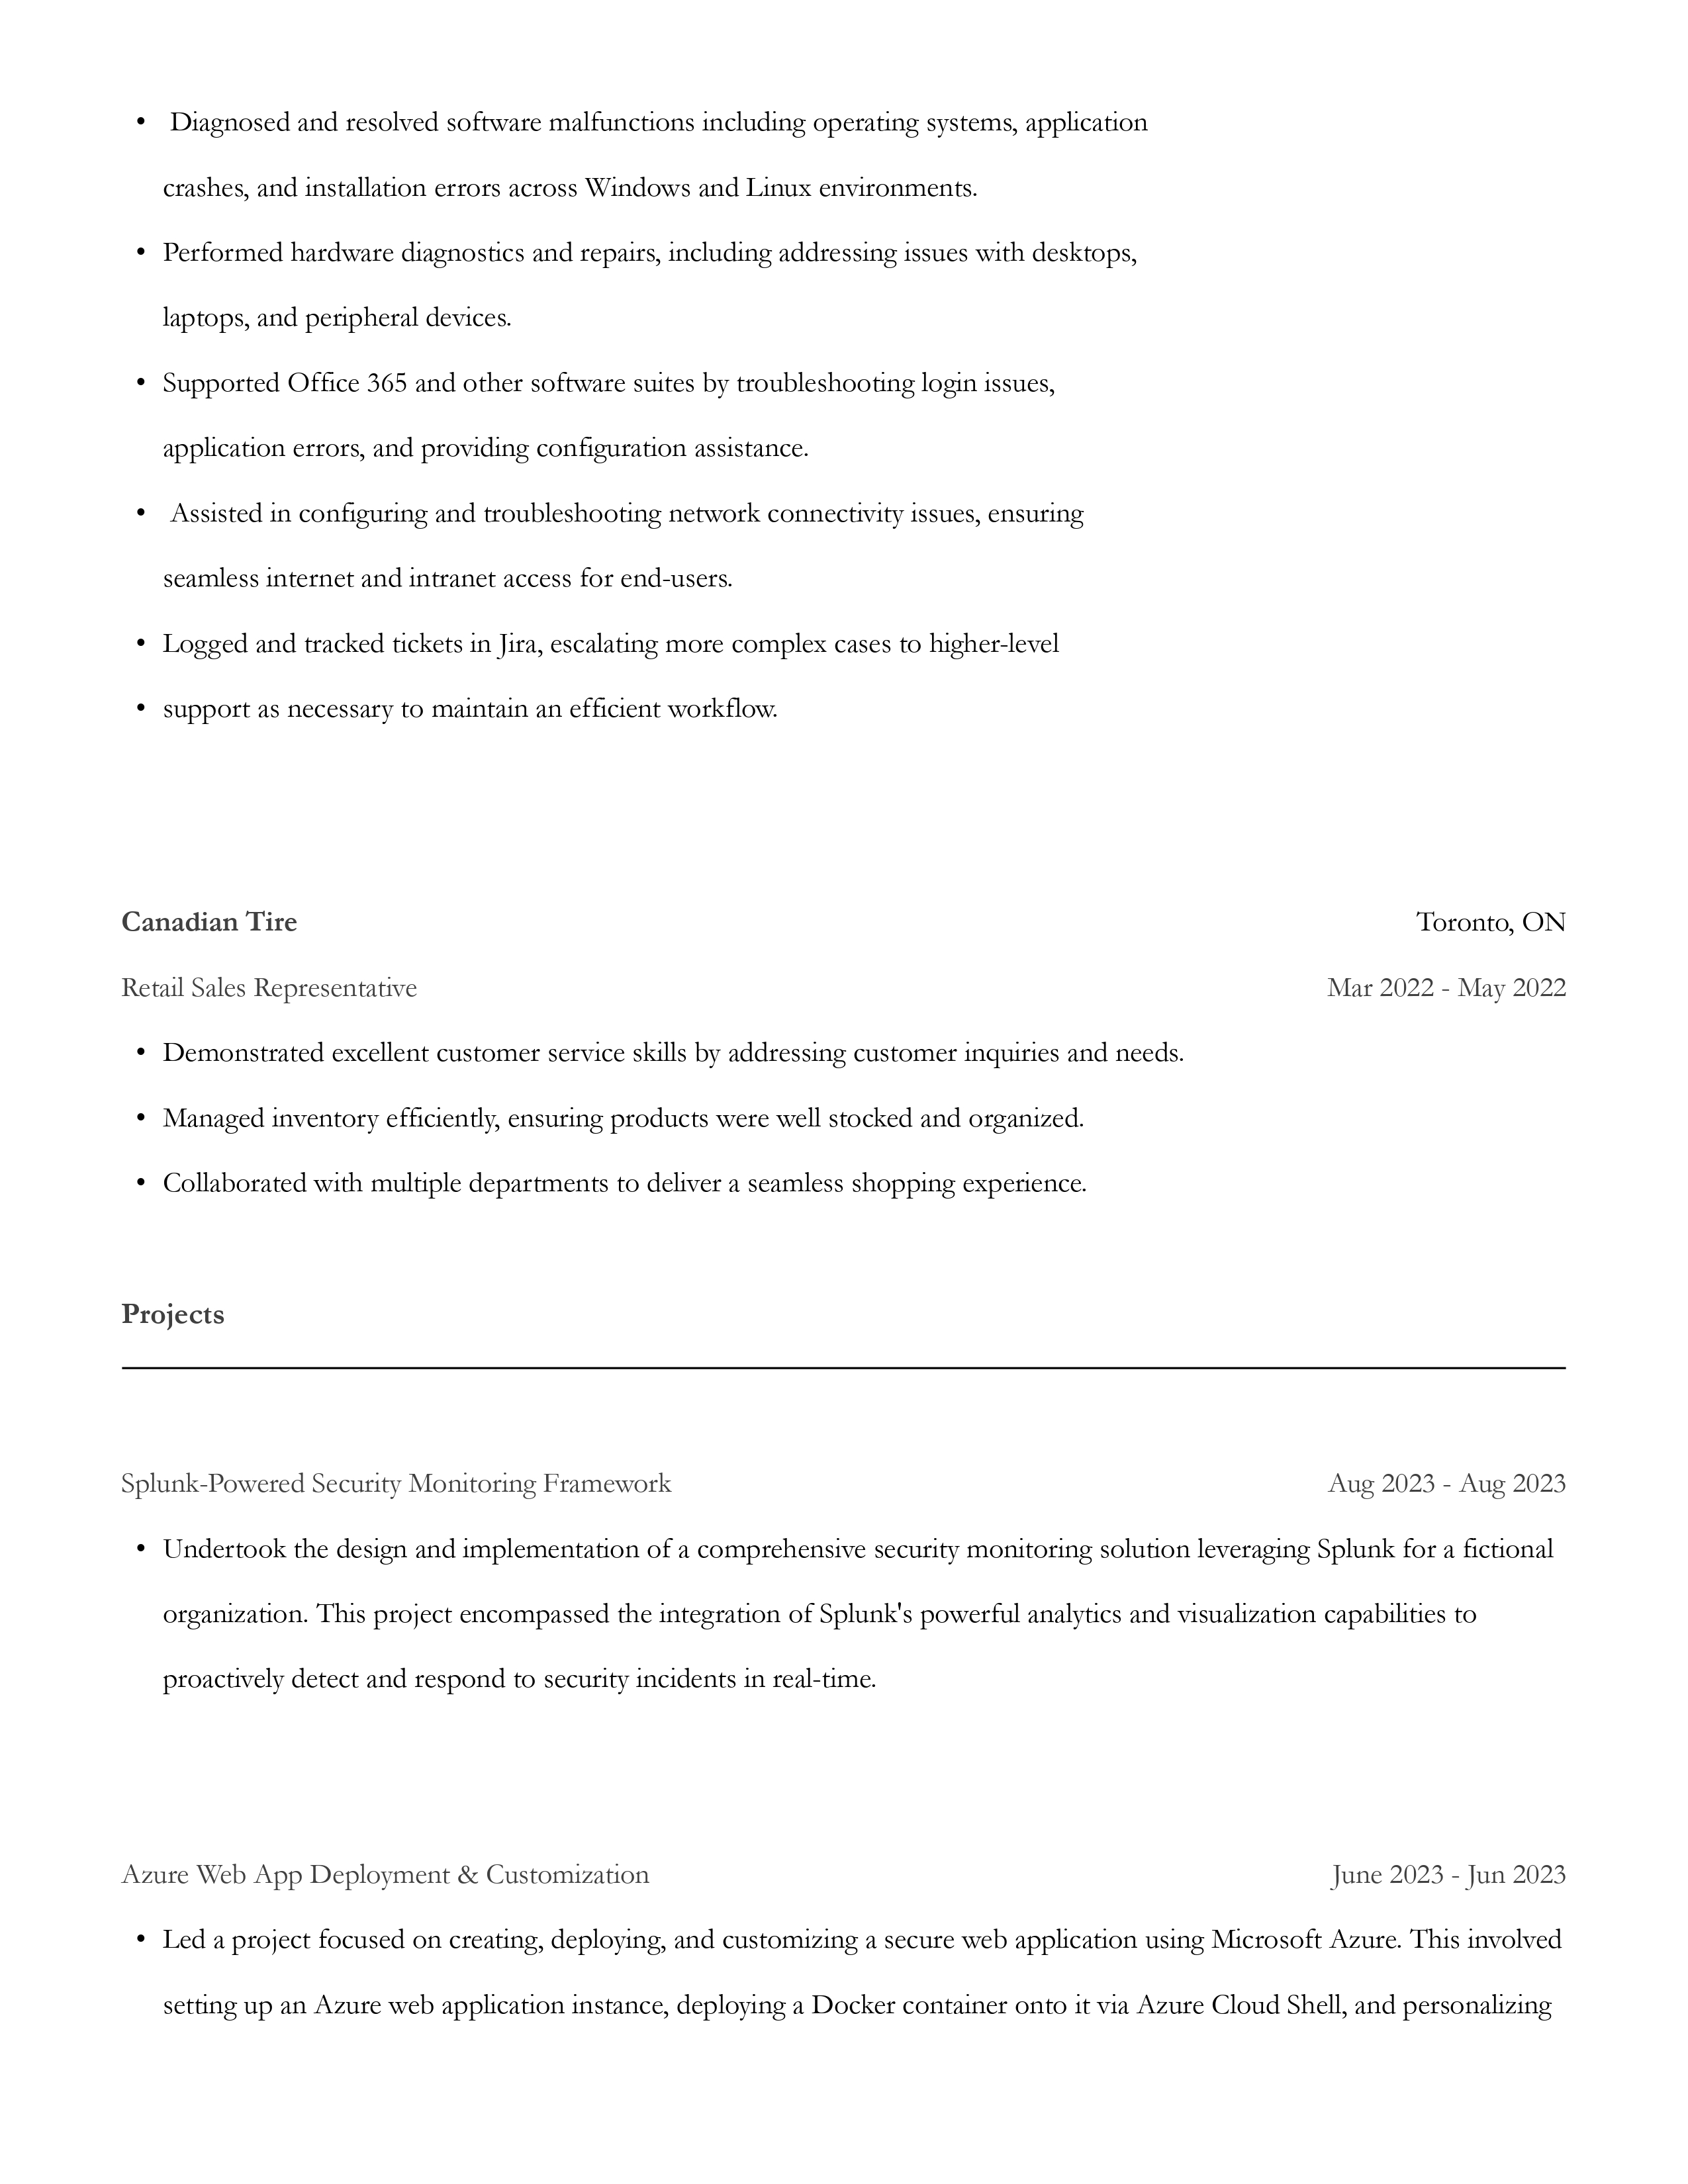 • Diagnosed and resolved software malfunctions including operating systems, application
crashes, and installation errors across Windows and Linux environments.
• Performed hardware diagnostics and repairs, including addressing issues with desktops,
laptops, and peripheral devices.
• Supported Office 365 and other software suites by troubleshooting login issues,
application errors, and providing configuration assistance.
• Assisted in configuring and troubleshooting network connectivity issues, ensuring
seamless internet and intranet access for end-users.
• Logged and tracked tickets in Jira, escalating more complex cases to higher-level
• support as necessary to maintain an efficient workflow.
Canadian Tire Toronto, ON
Retail Sales Representative Mar 2022 - May 2022
• Demonstrated excellent customer service skills by addressing customer inquiries and needs.
• Managed inventory efficiently, ensuring products were well stocked and organized.
• Collaborated with multiple departments to deliver a seamless shopping experience.
Projects
Splunk-Powered Security Monitoring Framework Aug 2023 - Aug 2023
• Undertook the design and implementation of a comprehensive security monitoring solution leveraging Splunk for a fictional
organization. This project encompassed the integration of Splunk's powerful analytics and visualization capabilities to
proactively detect and respond to security incidents in real-time.
Azure Web App Deployment & Customization June 2023 - Jun 2023
• Led a project focused on creating, deploying, and customizing a secure web application using Microsoft Azure. This involved
setting up an Azure web application instance, deploying a Docker container onto it via Azure Cloud Shell, and personalizing